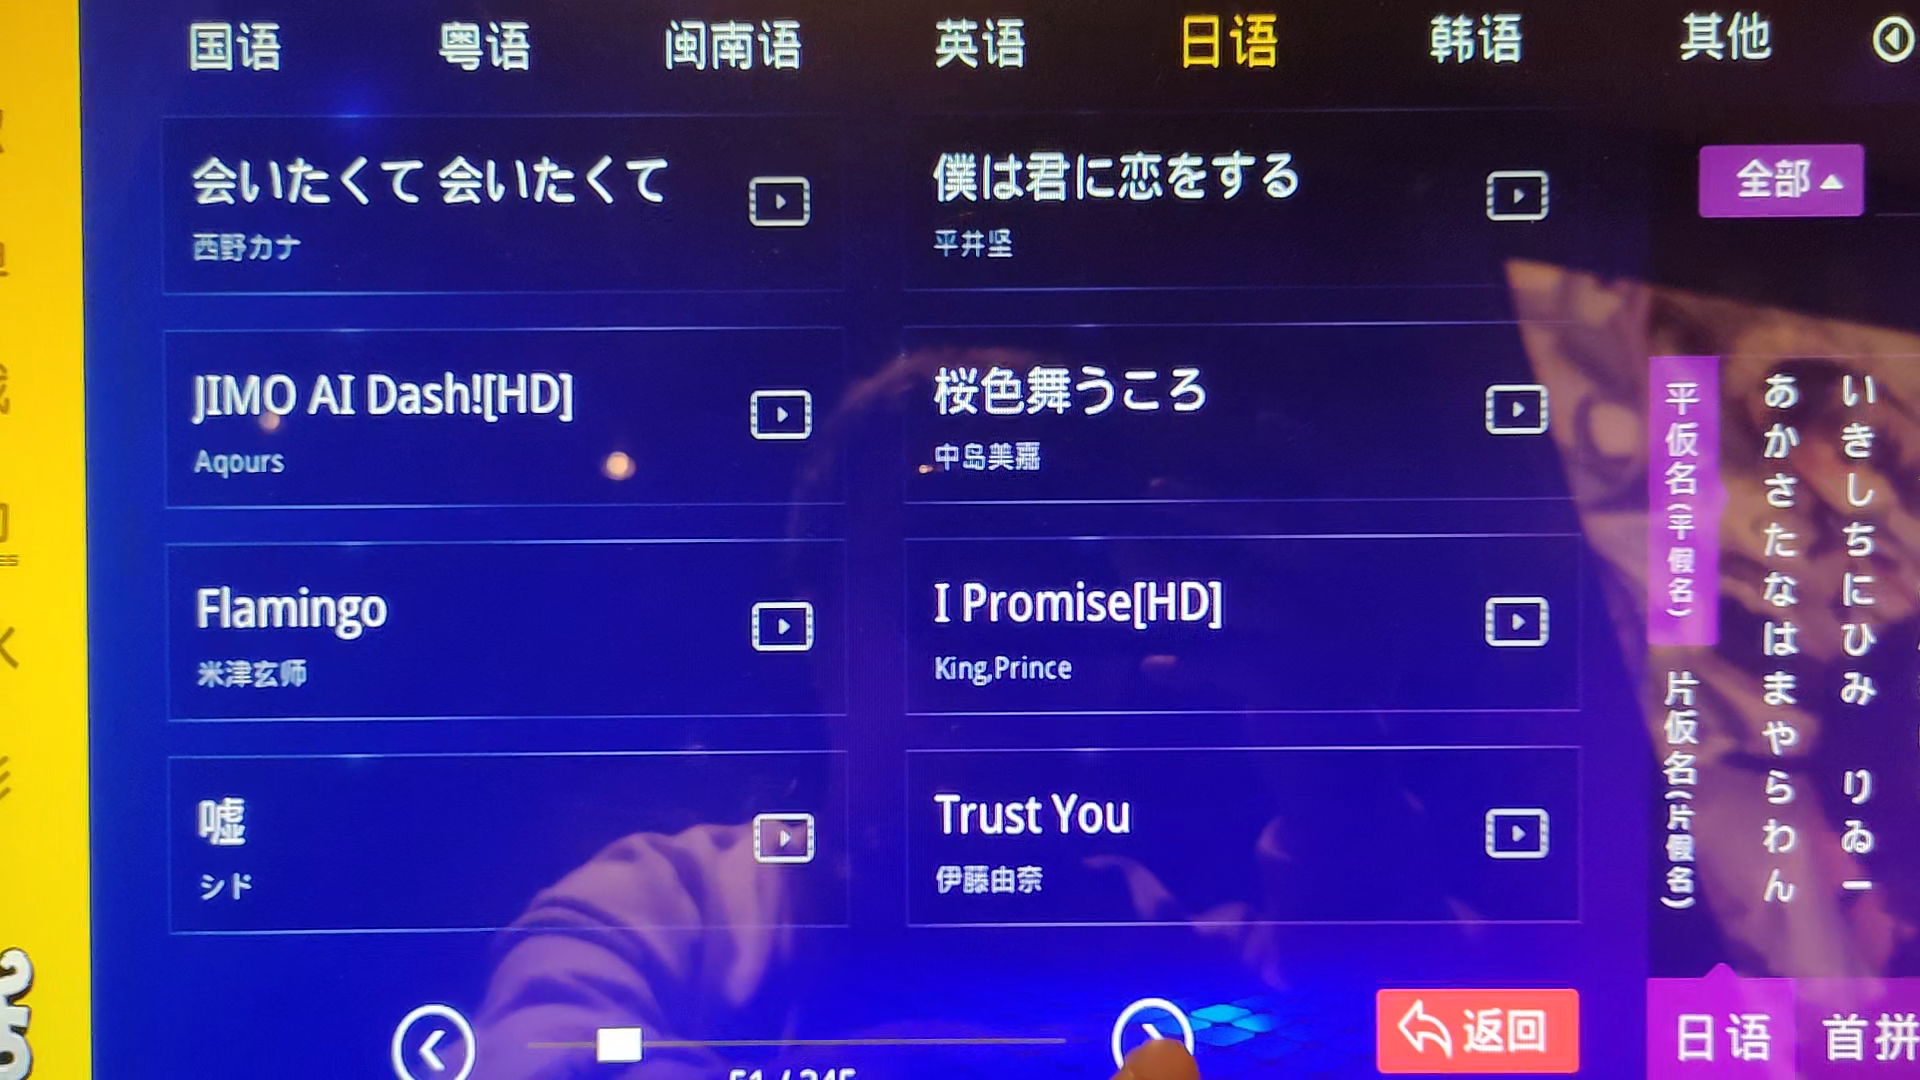 国语 粤语 闽南语 英语 日语 韩语 其他
会いたくて 会いたくて
西野カナ
僕は君に恋をする
平井坚
全部
JIMO AI Dash![HD]
Aqours
桜色舞うころ
中岛美嘉
Flamingo
米津玄师
I Promise[HD]
King,Prince
嘘
シド
Trust You
伊藤由奈
平仮名(平假名)
片仮名(片假名)
あかさたなはまやらわん
いきしちにひみ りゐー
51 / 245
返回
日语 首拼